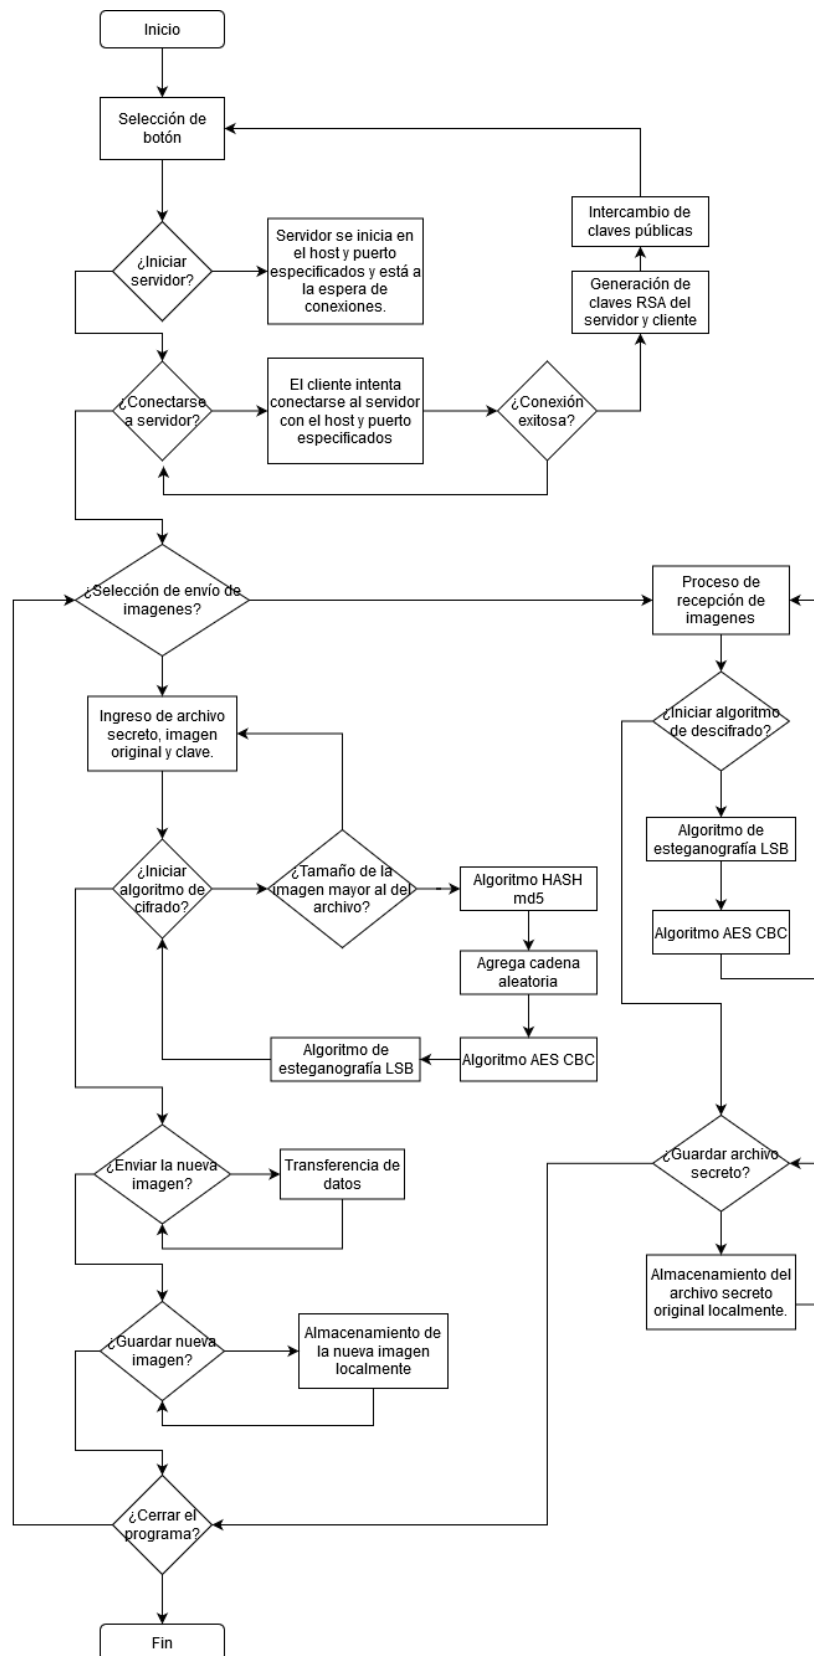 Inicio
Selección de
botón
Intercambio de
claves públicas
¿Iniciar
servidor?
Servidor se inicia en
el host y puerto
especificados y está a
la espera de
conexiones.
Generación de
claves RSA del
servidor y cliente
¿Conectarse
a servidor?
El cliente intenta
conectarse al servidor
con el host y puerto
especificados
¿Conexión
exitosa?
¿Selección de envío de
imagenes?
Proceso de
recepción de
imagenes
Ingreso de archivo
secreto, imagen
original y clave.
¿Iniciar algoritmo
de descifrado?
¿Iniciar
algoritmo de
cifrado?
¿Tamaño de la
imagen mayor al del
archivo?
Algoritmo HASH
md5
Algoritmo de
esteganografía LSB
Agrega cadena
aleatoria
Algoritmo AES CBC
Algoritmo de
esteganografía LSB
Algoritmo AES CBC
¿Enviar la nueva
imagen?
Transferencia de
datos
¿Guardar archivo
secreto?
¿Guardar nueva
imagen?
Almacenamiento de
la nueva imagen
localmente
Almacenamiento del
archivo secreto
original localmente.
¿Cerrar el
programa?
Fin